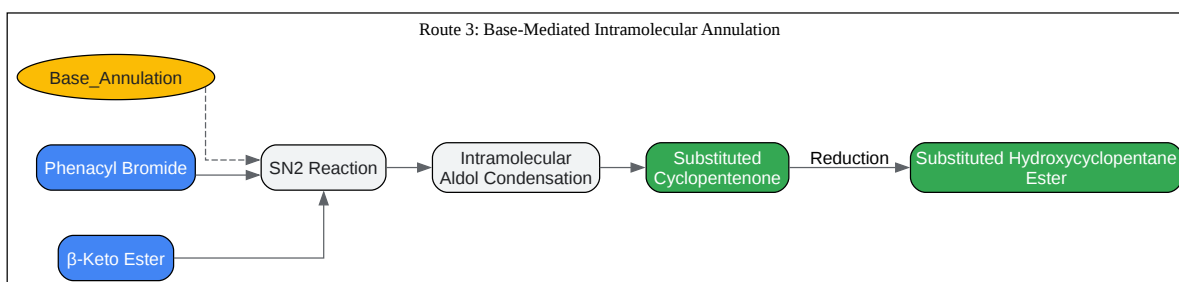 Route 3: Base-Mediated Intramolecular Annulation
Base_Annulation
Phenacyl Bromide
SN2 Reaction
Intramolecular
Aldol Condensation
Substituted
Cyclopentenone
Reduction
Substituted Hydroxycyclopentane
Ester
β-Keto Ester